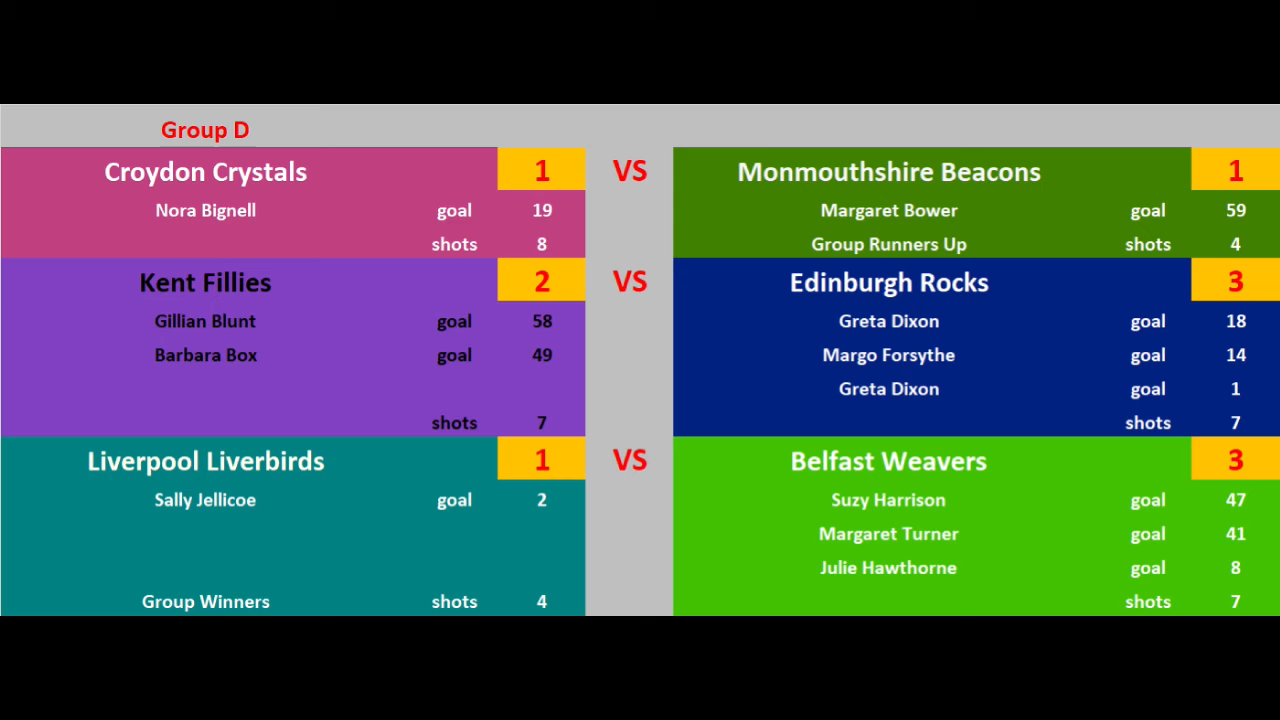 Group D
Croydon Crystals 1 VS Monmouthshire Beacons 1
Nora Bignell goal 19 Margaret Bower goal 59
shots 8 Group Runners Up shots 4
Kent Fillies 2 VS Edinburgh Rocks 3
Gillian Blunt goal 58 Greta Dixon goal 18
Barbara Box goal 49 Margo Forsythe goal 14
Greta Dixon goal 1
shots 7 shots 7
Liverpool Liverbirds 1 VS Belfast Weavers 3
Sally Jellicoe goal 2 Suzy Harrison goal 47
Margaret Turner goal 41
Julie Hawthorne goal 8
Group Winners shots 4 shots 7